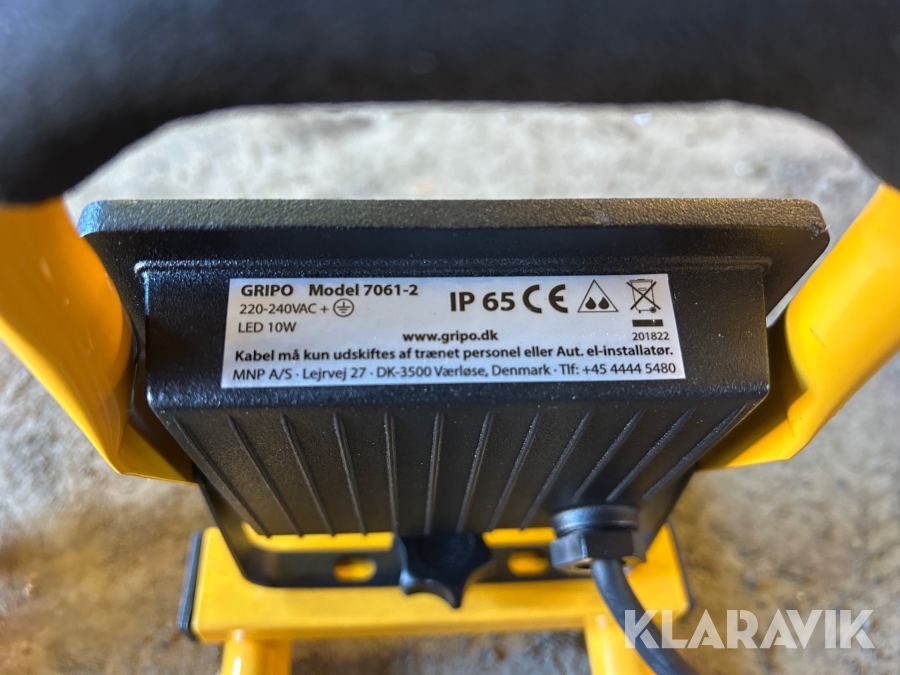 GRIPO Model 7061-2
220-240VAC +
LED 10W
IP 65 CE
201822
www.gripo.dk
Kabel må kun udskiftes af trænet personel eller Aut. el-installatør.
MNP A/S · Lejrvej 27 · DK-3500 Værløse, Denmark · Tlf: +45 4444 5480
KLARAVIK